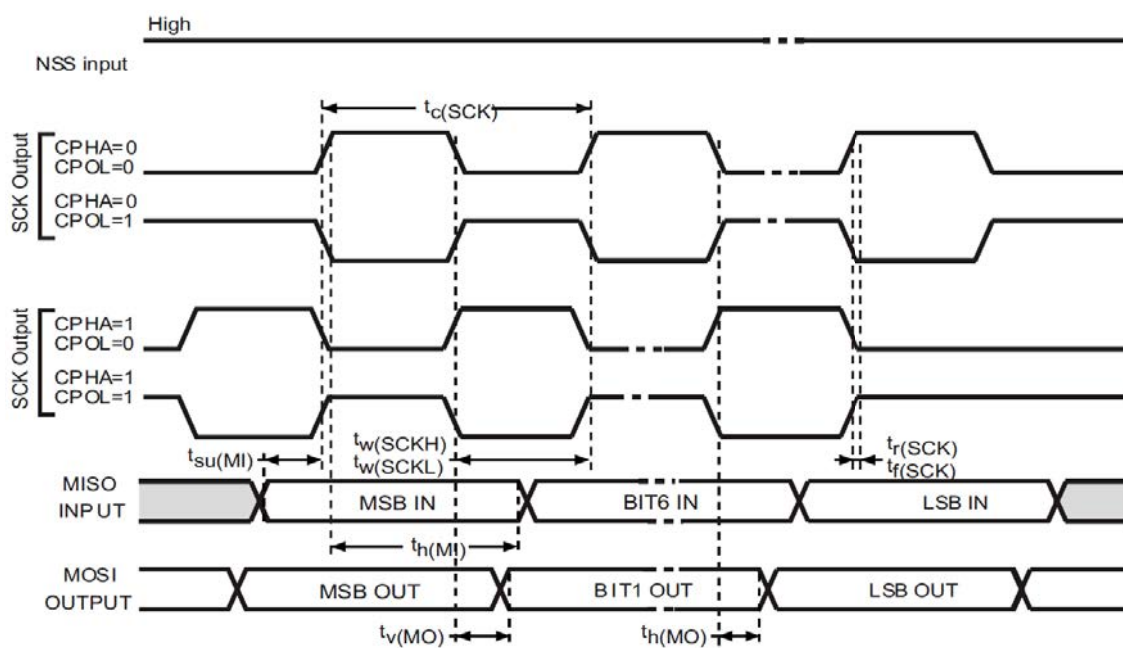 High
NSS input
tc(SCK)
SCK Output
CPHA=0
CPOL=0
CPHA=0
CPOL=1
SCK Output
CPHA=1
CPOL=0
CPHA=1
CPOL=1
tsu(MI)
tw(SCKH)
tw(SCKL)
tr(SCK)
tf(SCK)
MISO
INPUT
MSB IN
BIT6 IN
LSB IN
th(MI)
MOSI
OUTPUT
MSB OUT
BIT1 OUT
LSB OUT
tv(MO)
th(MO)